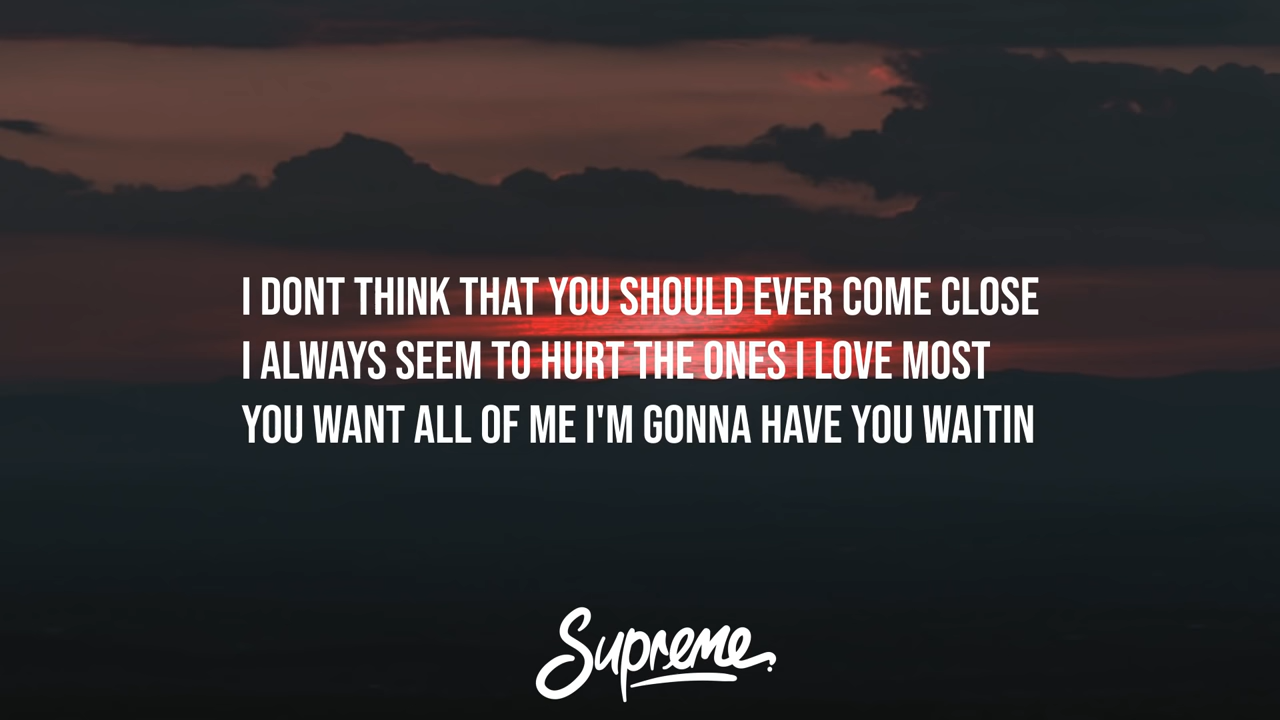 I DONT THINK THAT YOU SHOULD EVER COME CLOSE
I ALWAYS SEEM TO HURT THE ONES I LOVE MOST
YOU WANT ALL OF ME I'M GONNA HAVE YOU WAITIN
Supreme